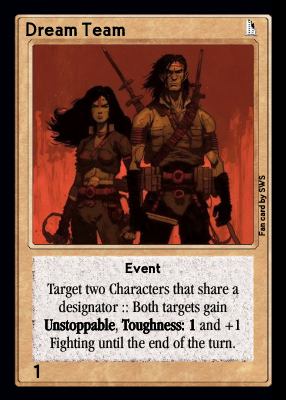 Dream Team
Fan card by SWS
Event
Target two Characters that share a
designator :: Both targets gain
Unstoppable, Toughness: 1 and +1
Fighting until the end of the turn.
1